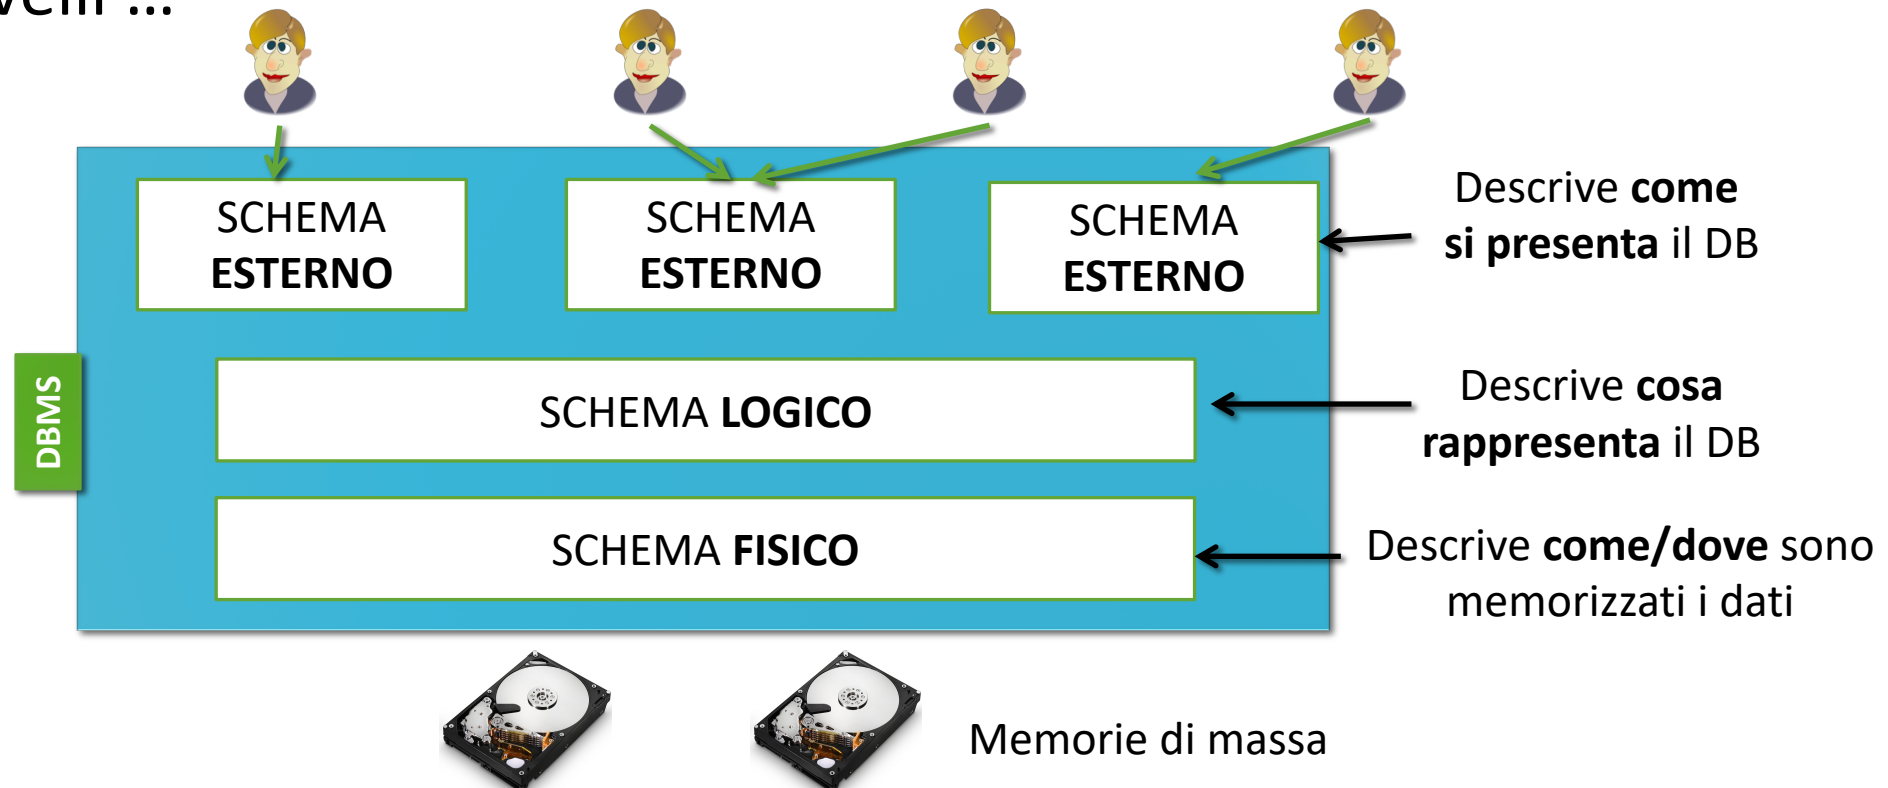 SCHEMA
ESTERNO
SCHEMA
ESTERNO
SCHEMA
ESTERNO
Descrive come
si presenta il DB
DBMS
SCHEMA LOGICO
Descrive cosa
rappresenta il DB
SCHEMA FISICO
Descrive come/dove sono
memorizzati i dati
Memorie di massa